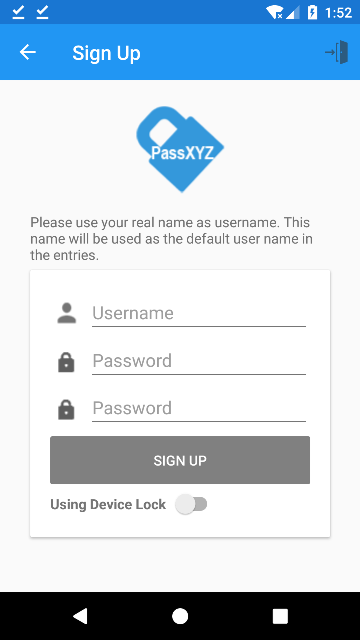 1:52
Sign Up
PassXYZ
Please use your real name as username. This
name will be used as the default user name in
the entries.
Username
Password
Password
SIGN UP
Using Device Lock